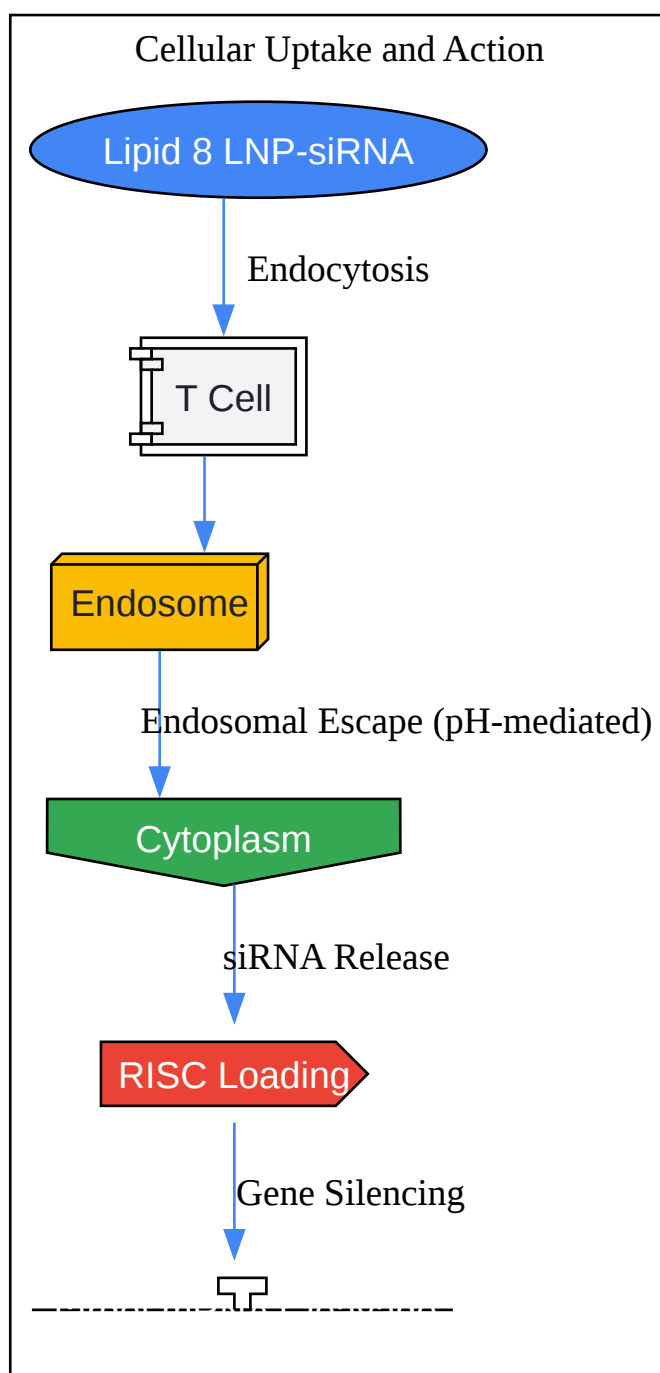 Cellular Uptake and Action
Lipid 8 LNP-siRNA
Endocytosis
T Cell
Endosome
Endosomal Escape (pH-mediated)
Cytoplasm
siRNA Release
RISC Loading
Gene Silencing